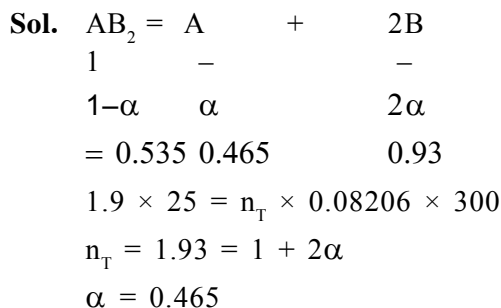 Sol. AB₂ = A + 2B
1 – –
1–α α 2α
= 0.535 0.465 0.93
1.9 × 25 = n_T × 0.08206 × 300
n_T = 1.93 = 1 + 2α
α = 0.465